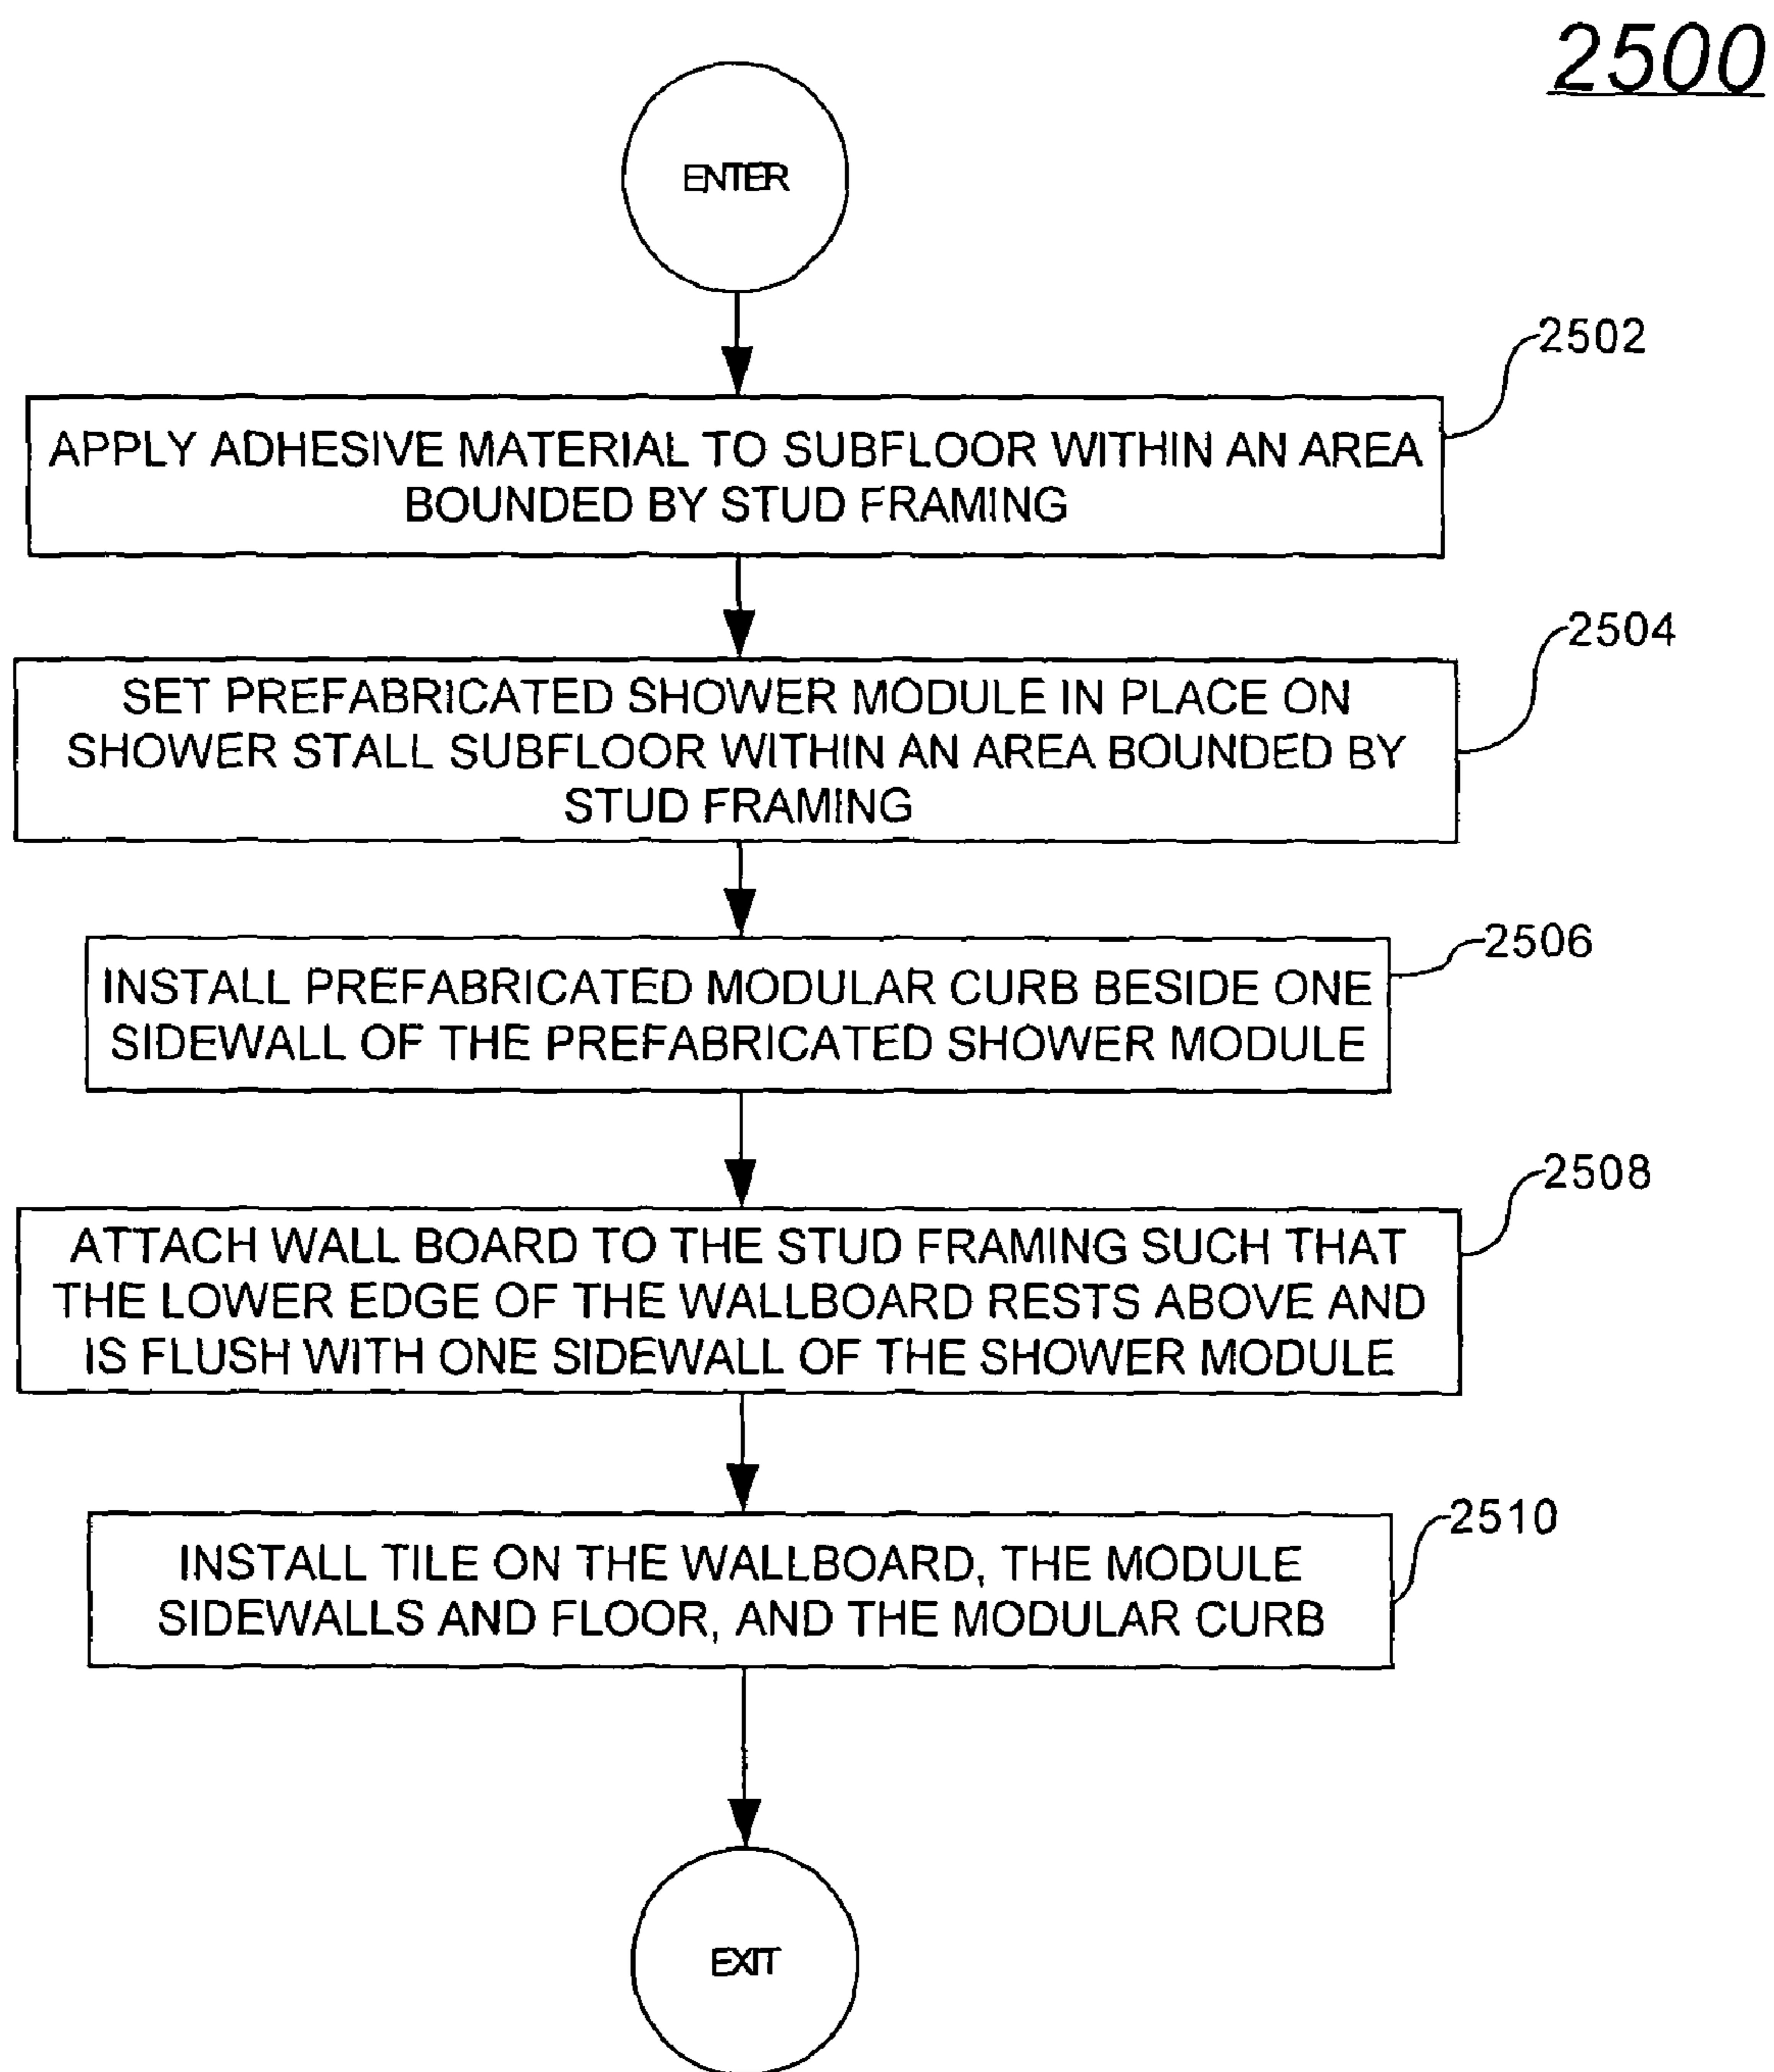 2500
ENTER
2502
APPLY ADHESIVE MATERIAL TO SUBFLOOR WITHIN AN AREA
BOUNDED BY STUD FRAMING
2504
SET PREFABRICATED SHOWER MODULE IN PLACE ON
SHOWER STALL SUBFLOOR WITHIN AN AREA BOUNDED BY
STUD FRAMING
2506
INSTALL PREFABRICATED MODULAR CURB BESIDE ONE
SIDEWALL OF THE PREFABRICATED SHOWER MODULE
2508
ATTACH WALL BOARD TO THE STUD FRAMING SUCH THAT
THE LOWER EDGE OF THE WALLBOARD RESTS ABOVE AND
IS FLUSH WITH ONE SIDEWALL OF THE SHOWER MODULE
2510
INSTALL TILE ON THE WALLBOARD, THE MODULE
SIDEWALLS AND FLOOR, AND THE MODULAR CURB
EXIT